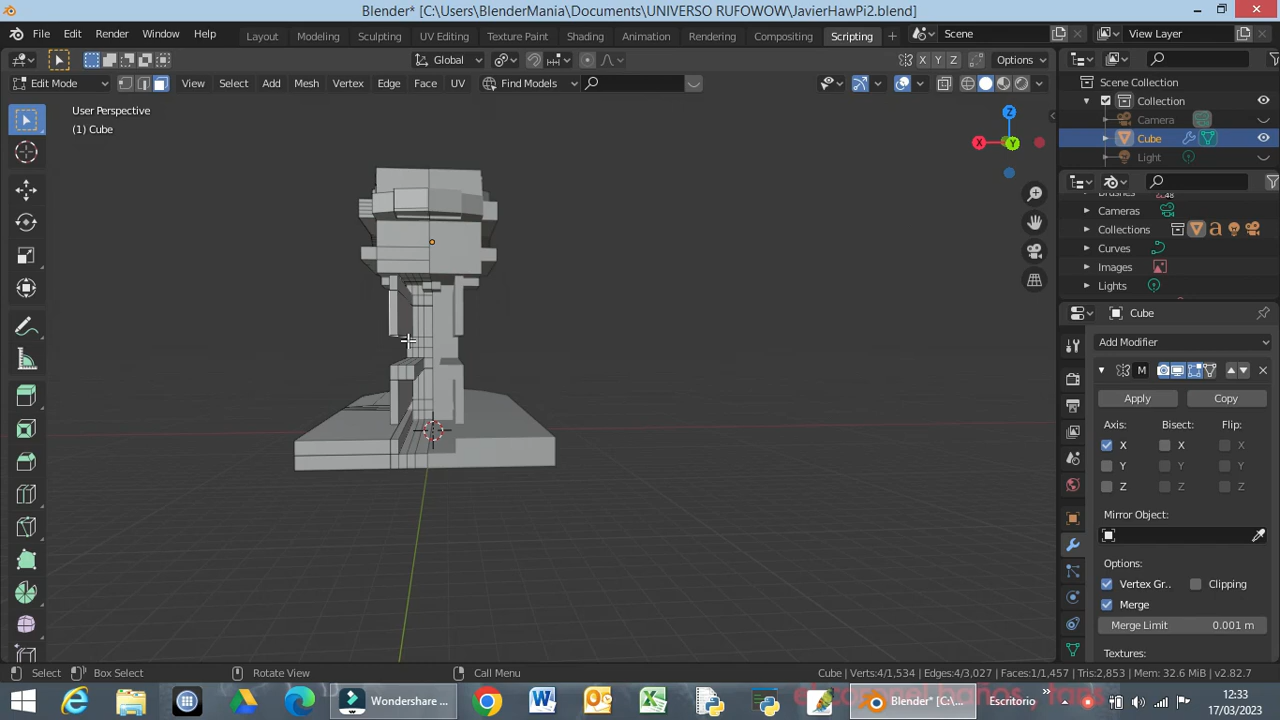 Blender* [C:\Users\BlenderMania\Documents\UNIVERSO RUFOWOW\JavierHawPi2.blend]
File Edit Render Window Help Layout Modeling Sculpting UV Editing Texture Paint Shading Animation Rendering Compositing Scripting + Scene View Layer
Global X Y Z Options
Edit Mode View Select Add Mesh Vertex Edge Face UV Find Models
User Perspective
(1) Cube
Z
X Y
Scene Collection
Collection
Camera
Cube
Light
Brushes 48
Cameras
Collections
Curves
Images
Lights
Cube
Add Modifier
M
Apply Copy
Axis: Bisect: Flip:
X X X
Y Y Y
Z Z Z
Mirror Object:
Options:
Vertex Gr.. Clipping
Merge
Merge Limit 0.001 m
Textures:
Select Box Select Rotate View Call Menu Cube | Verts:4/1,534 | Edges:4/3,027 | Faces:1/1,457 | Tris:2,853 | Mem: 32.6 MiB | v2.82.7
Wondershare ... Blender* [C:\... Escritorio
12:33
17/03/2023